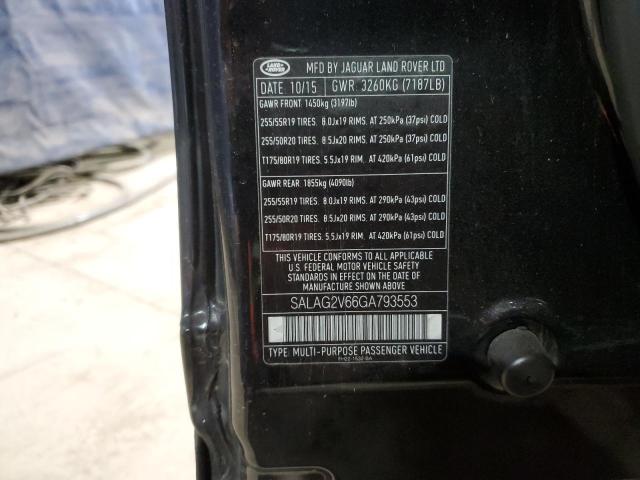 LAND ROVER
MFD BY JAGUAR LAND ROVER LTD
DATE 10/15 GWR: 3260KG (7187LB)
GAWR FRONT 1450kg (3197lb)
255/55R19 TIRES. 8.0Jx19 RIMS. AT 250kPa (37psi) COLD
255/50R20 TIRES. 8.5Jx20 RIMS. AT 250kPa (37psi) COLD
T175/80R19 TIRES. 5.5Jx19 RIM. AT 420kPa (61psi) COLD
GAWR REAR 1855kg (4090lb)
255/55R19 TIRES. 8.0Jx19 RIMS. AT 290kPa (43psi) COLD
255/50R20 TIRES. 8.5Jx20 RIMS. AT 290kPa (43psi) COLD
T175/80R19 TIRES. 5.5Jx19 RIM. AT 420kPa (61psi) COLD
THIS VEHICLE CONFORMS TO ALL APPLICABLE
U.S. FEDERAL MOTOR VEHICLE SAFETY
STANDARDS IN EFFECT ON THE DATE OF
MANUFACTURE SHOWN ABOVE.
SALAG2V66GA793553
TYPE: MULTI-PURPOSE PASSENGER VEHICLE